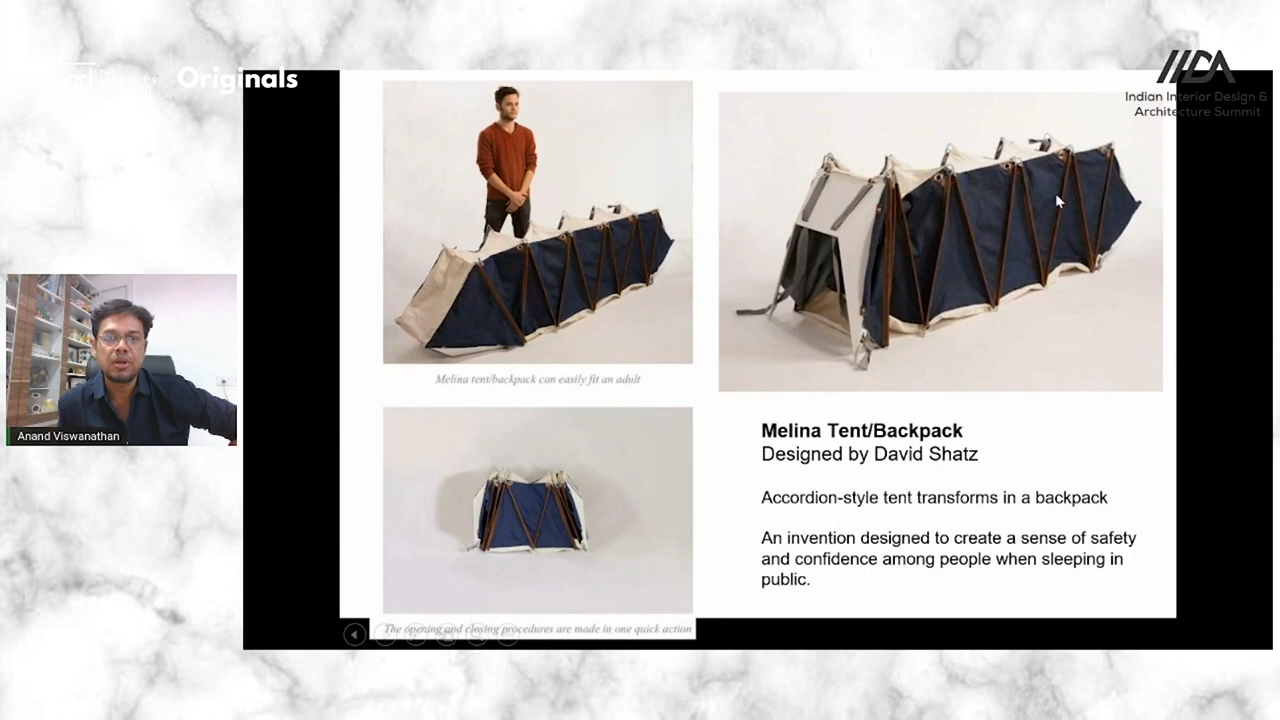 THE
ARCHITECT'S
Originals
IIDA
Indian Interior Design &
Architecture Summit
Melina tent/backpack can easily fit an adult
Anand Viswanathan
Melina Tent/Backpack
Designed by David Shatz
Accordion-style tent transforms in a backpack
An invention designed to create a sense of safety
and confidence among people when sleeping in
public.
The opening and closing procedures are made in one quick action